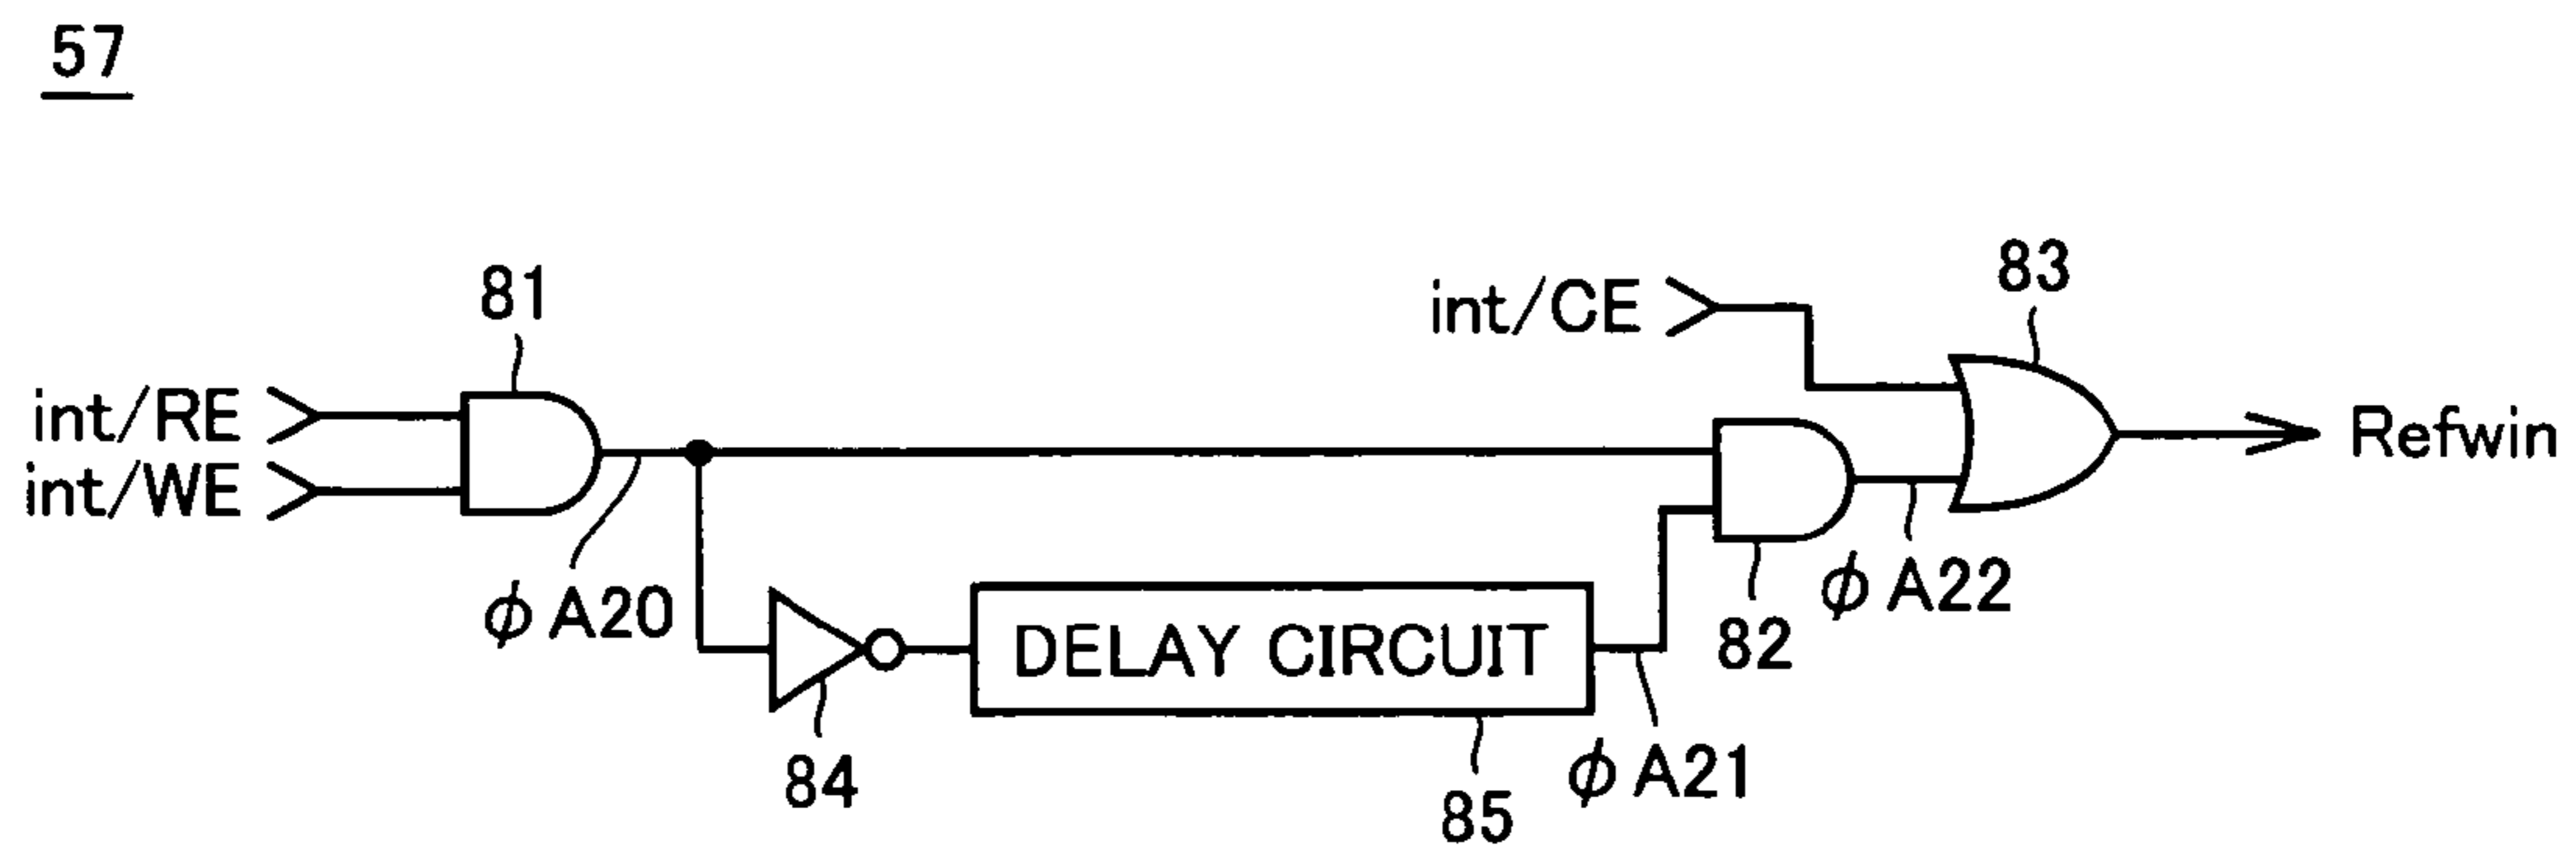 57
81
int/RE
int/WE
φA20
84
DELAY CIRCUIT
85
φA21
int/CE
82
φA22
83
Refwin